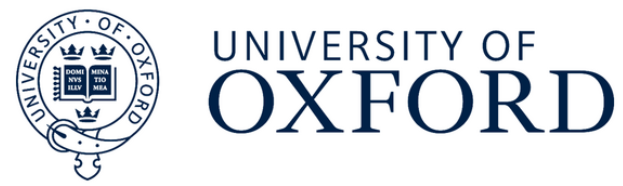 UNIVERSITY · OF · OXFORD
DOMI MINA
NVS TIO
ILLV MEA
UNIVERSITY OF
OXFORD